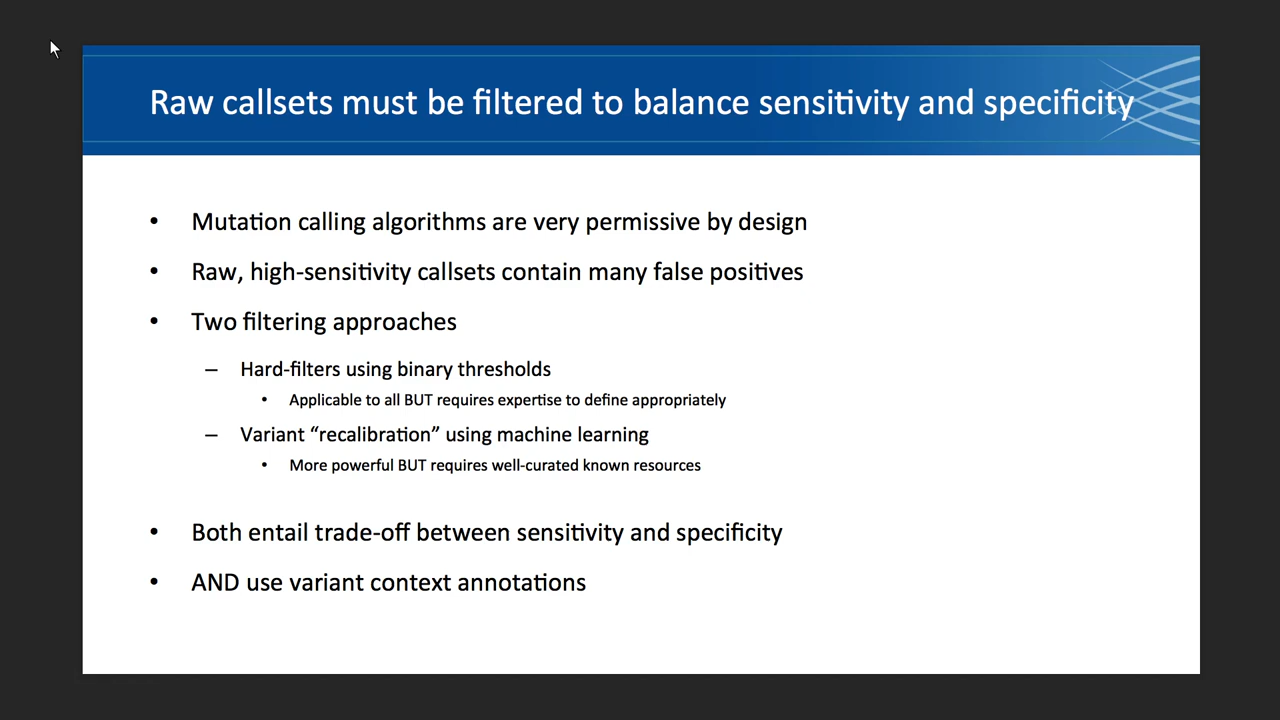 Raw callsets must be filtered to balance sensitivity and specificity
• Mutation calling algorithms are very permissive by design
• Raw, high-sensitivity callsets contain many false positives
• Two filtering approaches
– Hard-filters using binary thresholds
• Applicable to all BUT requires expertise to define appropriately
– Variant “recalibration” using machine learning
• More powerful BUT requires well-curated known resources
• Both entail trade-off between sensitivity and specificity
• AND use variant context annotations